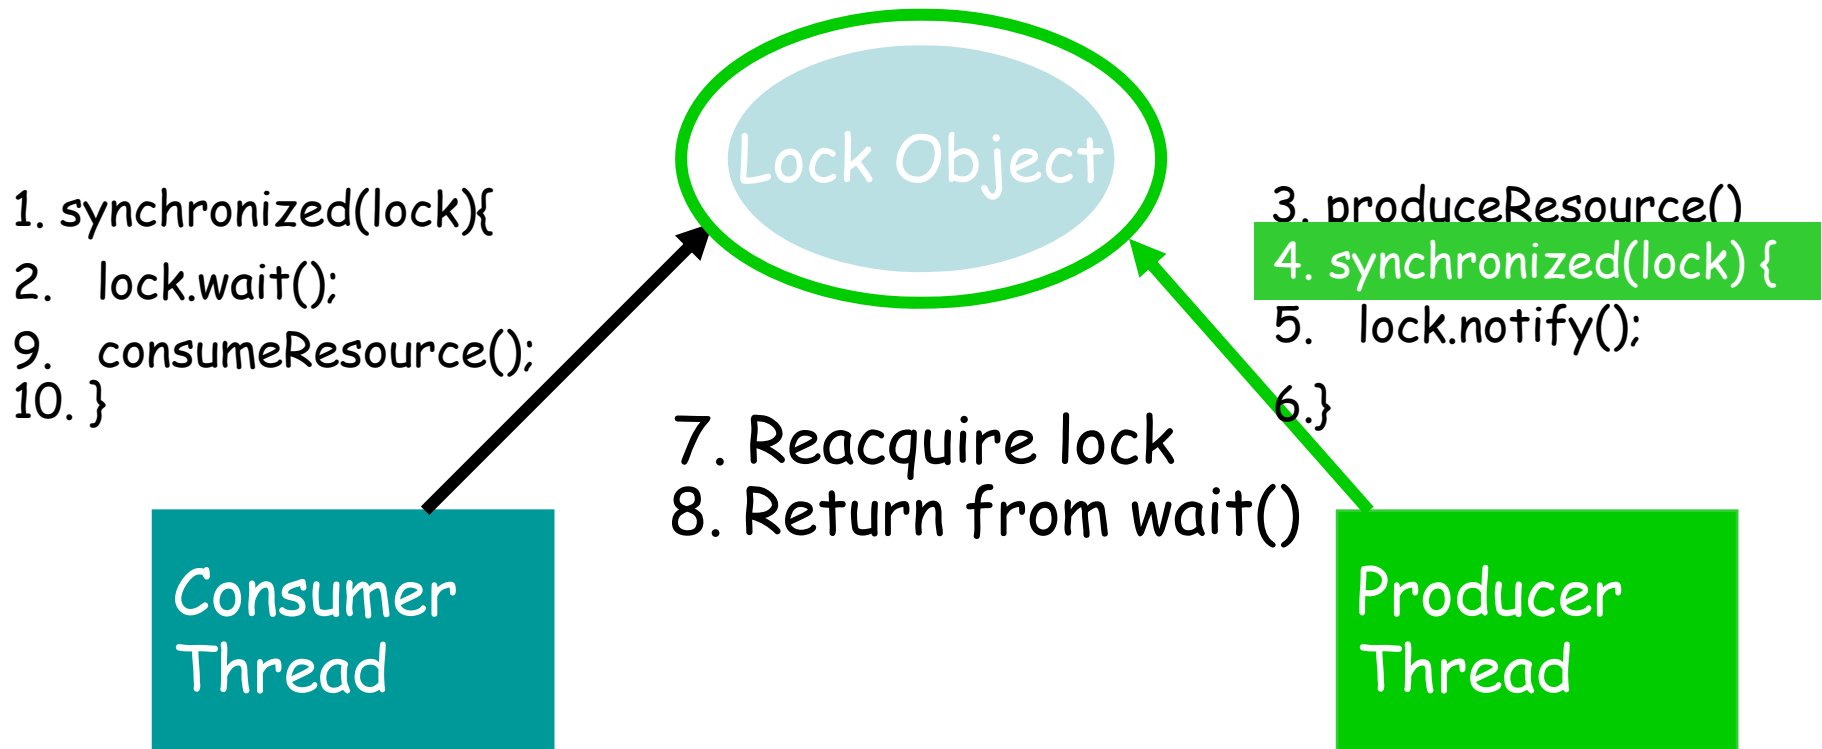 Lock Object
1. synchronized(lock){
2. lock.wait();
9. consumeResource();
10. }
3. produceResource()
4. synchronized(lock) {
5. lock.notify();
6.}
7. Reacquire lock
8. Return from wait()
Consumer
Thread
Producer
Thread